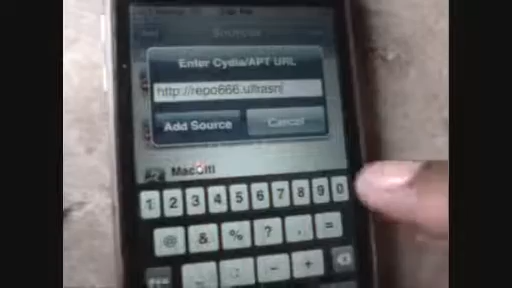 Sources
Enter Cydia/APT URL
http://repo666.ultrasn
Add Source Cancel
1 2 3 4 5 6 7 8 9 0
@ & % ? , =
_ : - +